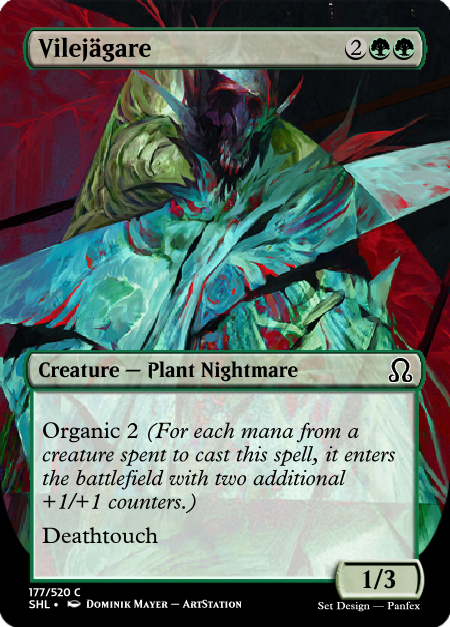 Vilejägare 2
Creature — Plant Nightmare
Organic 2 (For each mana from a
creature spent to cast this spell, it enters
the battlefield with two additional
+1/+1 counters.)
Deathtouch
1/3
177/520 C
SHL • Dominik Mayer — ArtStation
Set Design — Panfex